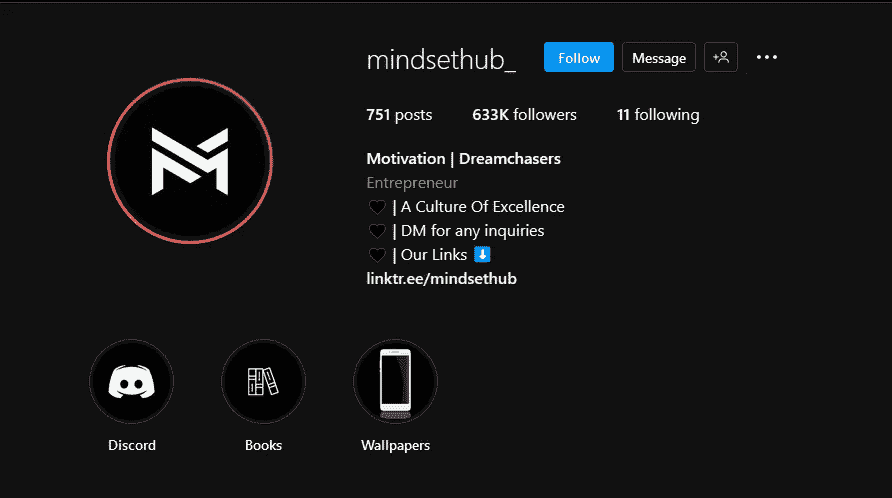 mindsethub_ Follow Message
751 posts 633K followers 11 following
Motivation | Dreamchasers
Entrepreneur
🖤 | A Culture Of Excellence
🖤 | DM for any inquiries
🖤 | Our Links ⬇️
linktr.ee/mindsethub
Discord Books Wallpapers